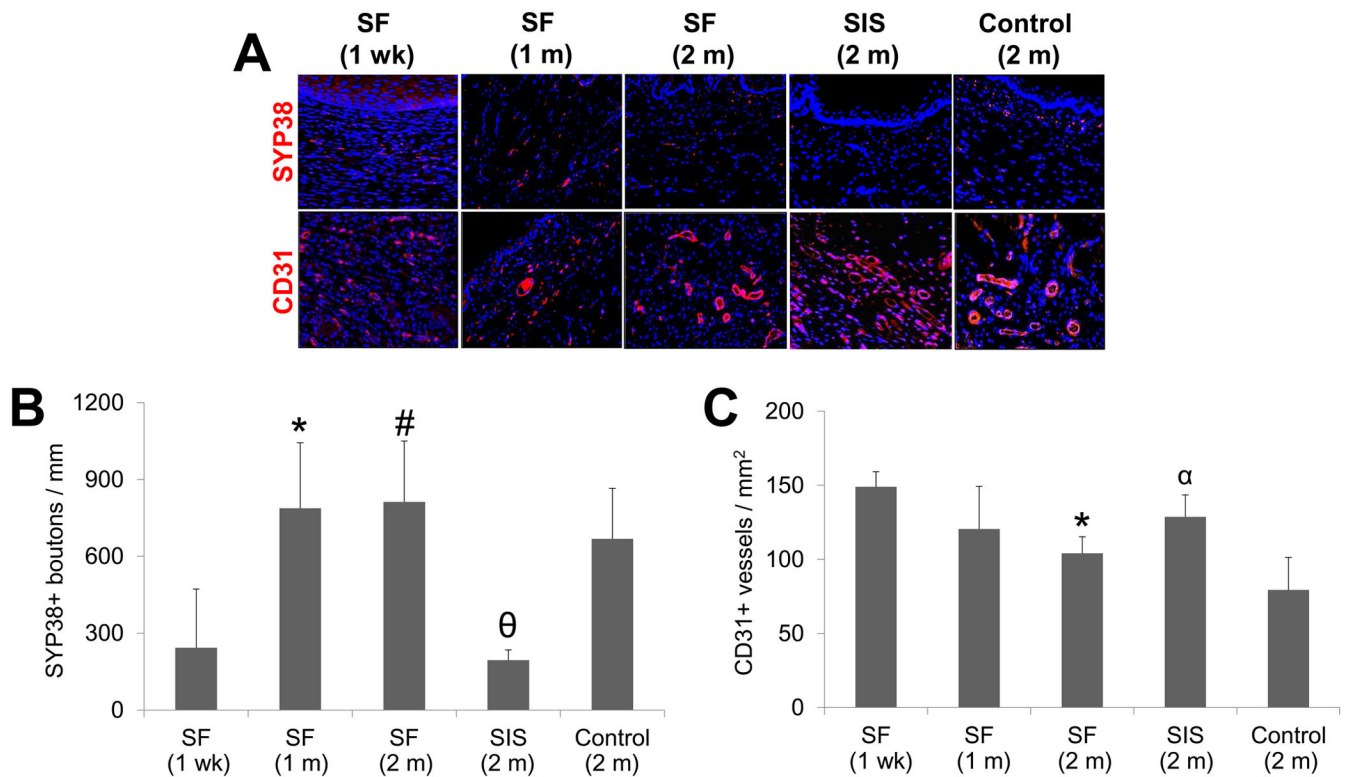 A
SF SF SF SIS Control
(1 wk) (1 m) (2 m) (2 m) (2 m)
SYP38
CD31
B
SYP38+ boutons / mm
1200
900
600
300
0
* # θ
SF SF SF SIS Control
(1 wk) (1 m) (2 m) (2 m) (2 m)
C
CD31+ vessels / mm²
200
150
100
50
0
* α
SF SF SF SIS Control
(1 wk) (1 m) (2 m) (2 m) (2 m)